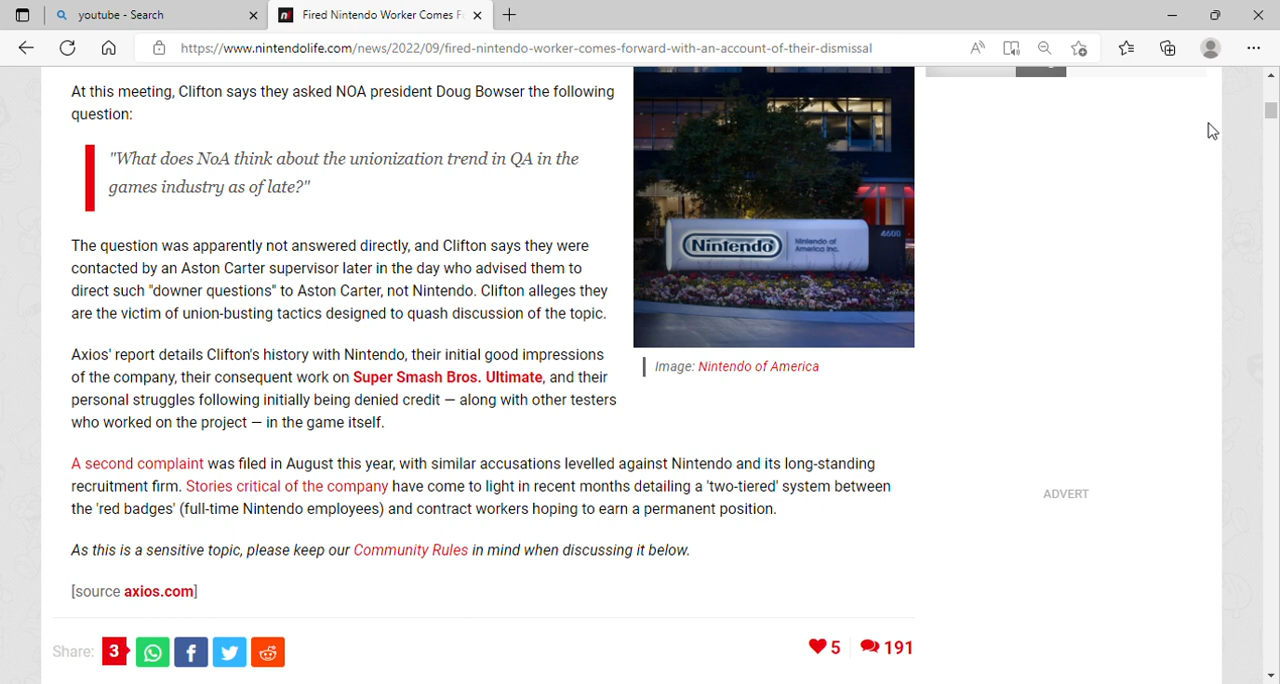 youtube - Search
Fired Nintendo Worker Comes F
https://www.nintendolife.com/news/2022/09/fired-nintendo-worker-comes-forward-with-an-account-of-their-dismissal
At this meeting, Clifton says they asked NOA president Doug Bowser the following
question:
"What does NoA think about the unionization trend in QA in the
games industry as of late?"
The question was apparently not answered directly, and Clifton says they were
contacted by an Aston Carter supervisor later in the day who advised them to
direct such "downer questions" to Aston Carter, not Nintendo. Clifton alleges they
are the victim of union-busting tactics designed to quash discussion of the topic.
Axios' report details Clifton's history with Nintendo, their initial good impressions
of the company, their consequent work on Super Smash Bros. Ultimate, and their
personal struggles following initially being denied credit — along with other testers
who worked on the project — in the game itself.
4600
Nintendo
Nintendo of
America Inc.
Image: Nintendo of America
A second complaint was filed in August this year, with similar accusations levelled against Nintendo and its long-standing
recruitment firm. Stories critical of the company have come to light in recent months detailing a 'two-tiered' system between
the 'red badges' (full-time Nintendo employees) and contract workers hoping to earn a permanent position.
As this is a sensitive topic, please keep our Community Rules in mind when discussing it below.
[source axios.com]
Share: 3
5
191
ADVERT